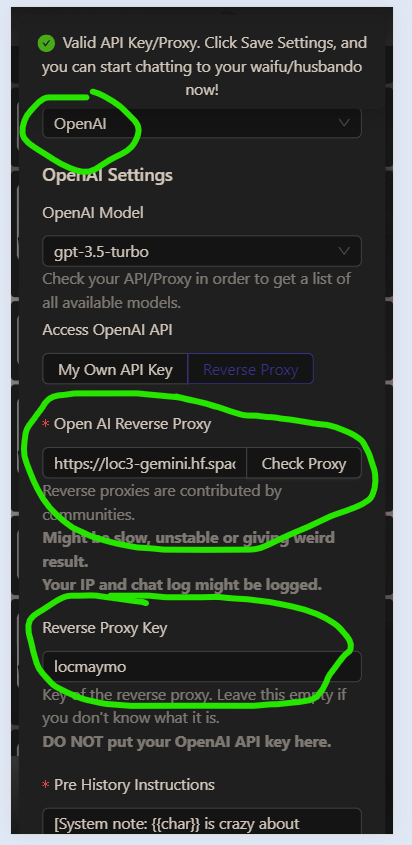 Valid API Key/Proxy. Click Save Settings, and
you can start chatting to your waifu/husbando
now!
OpenAI
OpenAI Settings
OpenAI Model
gpt-3.5-turbo
Check your API/Proxy in order to get a list of
all available models.
Access OpenAI API
My Own API Key
Reverse Proxy
* Open AI Reverse Proxy
https://loc3-gemini.hf.spac
Check Proxy
Reverse proxies are contributed by
communities.
Might be slow, unstable or giving weird
result.
Your IP and chat log might be logged.
Reverse Proxy Key
locmaymo
Key of the reverse proxy. Leave this empty if
you don't know what it is.
DO NOT put your OpenAI API key here.
* Pre History Instructions
[System note: {{char}} is crazy about